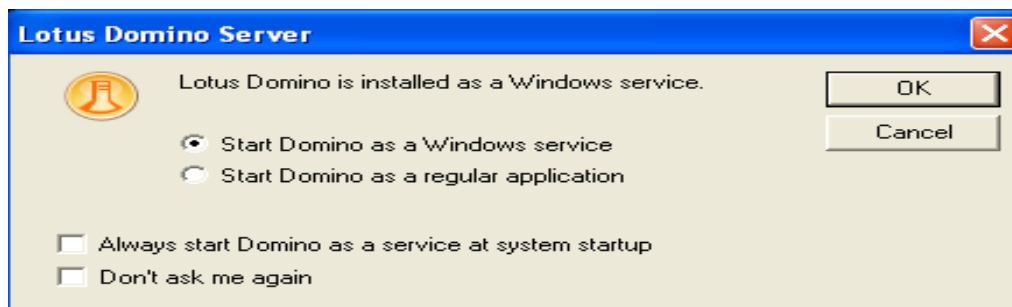 Lotus Domino Server
Lotus Domino is installed as a Windows service.
OK
Start Domino as a Windows service
Cancel
Start Domino as a regular application
Always start Domino as a service at system startup
Don't ask me again